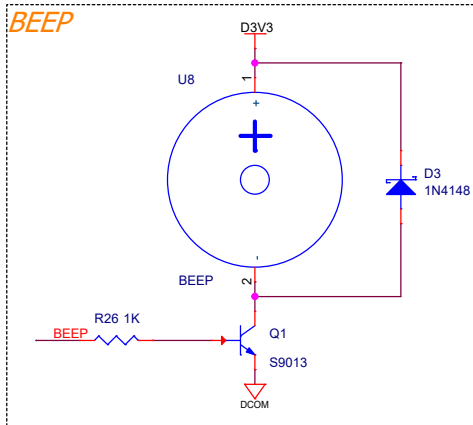 BEEP
D3V3
U8
1
+
D3
1N4148
-
BEEP
2
R26 1K
BEEP
Q1
S9013
DCOM